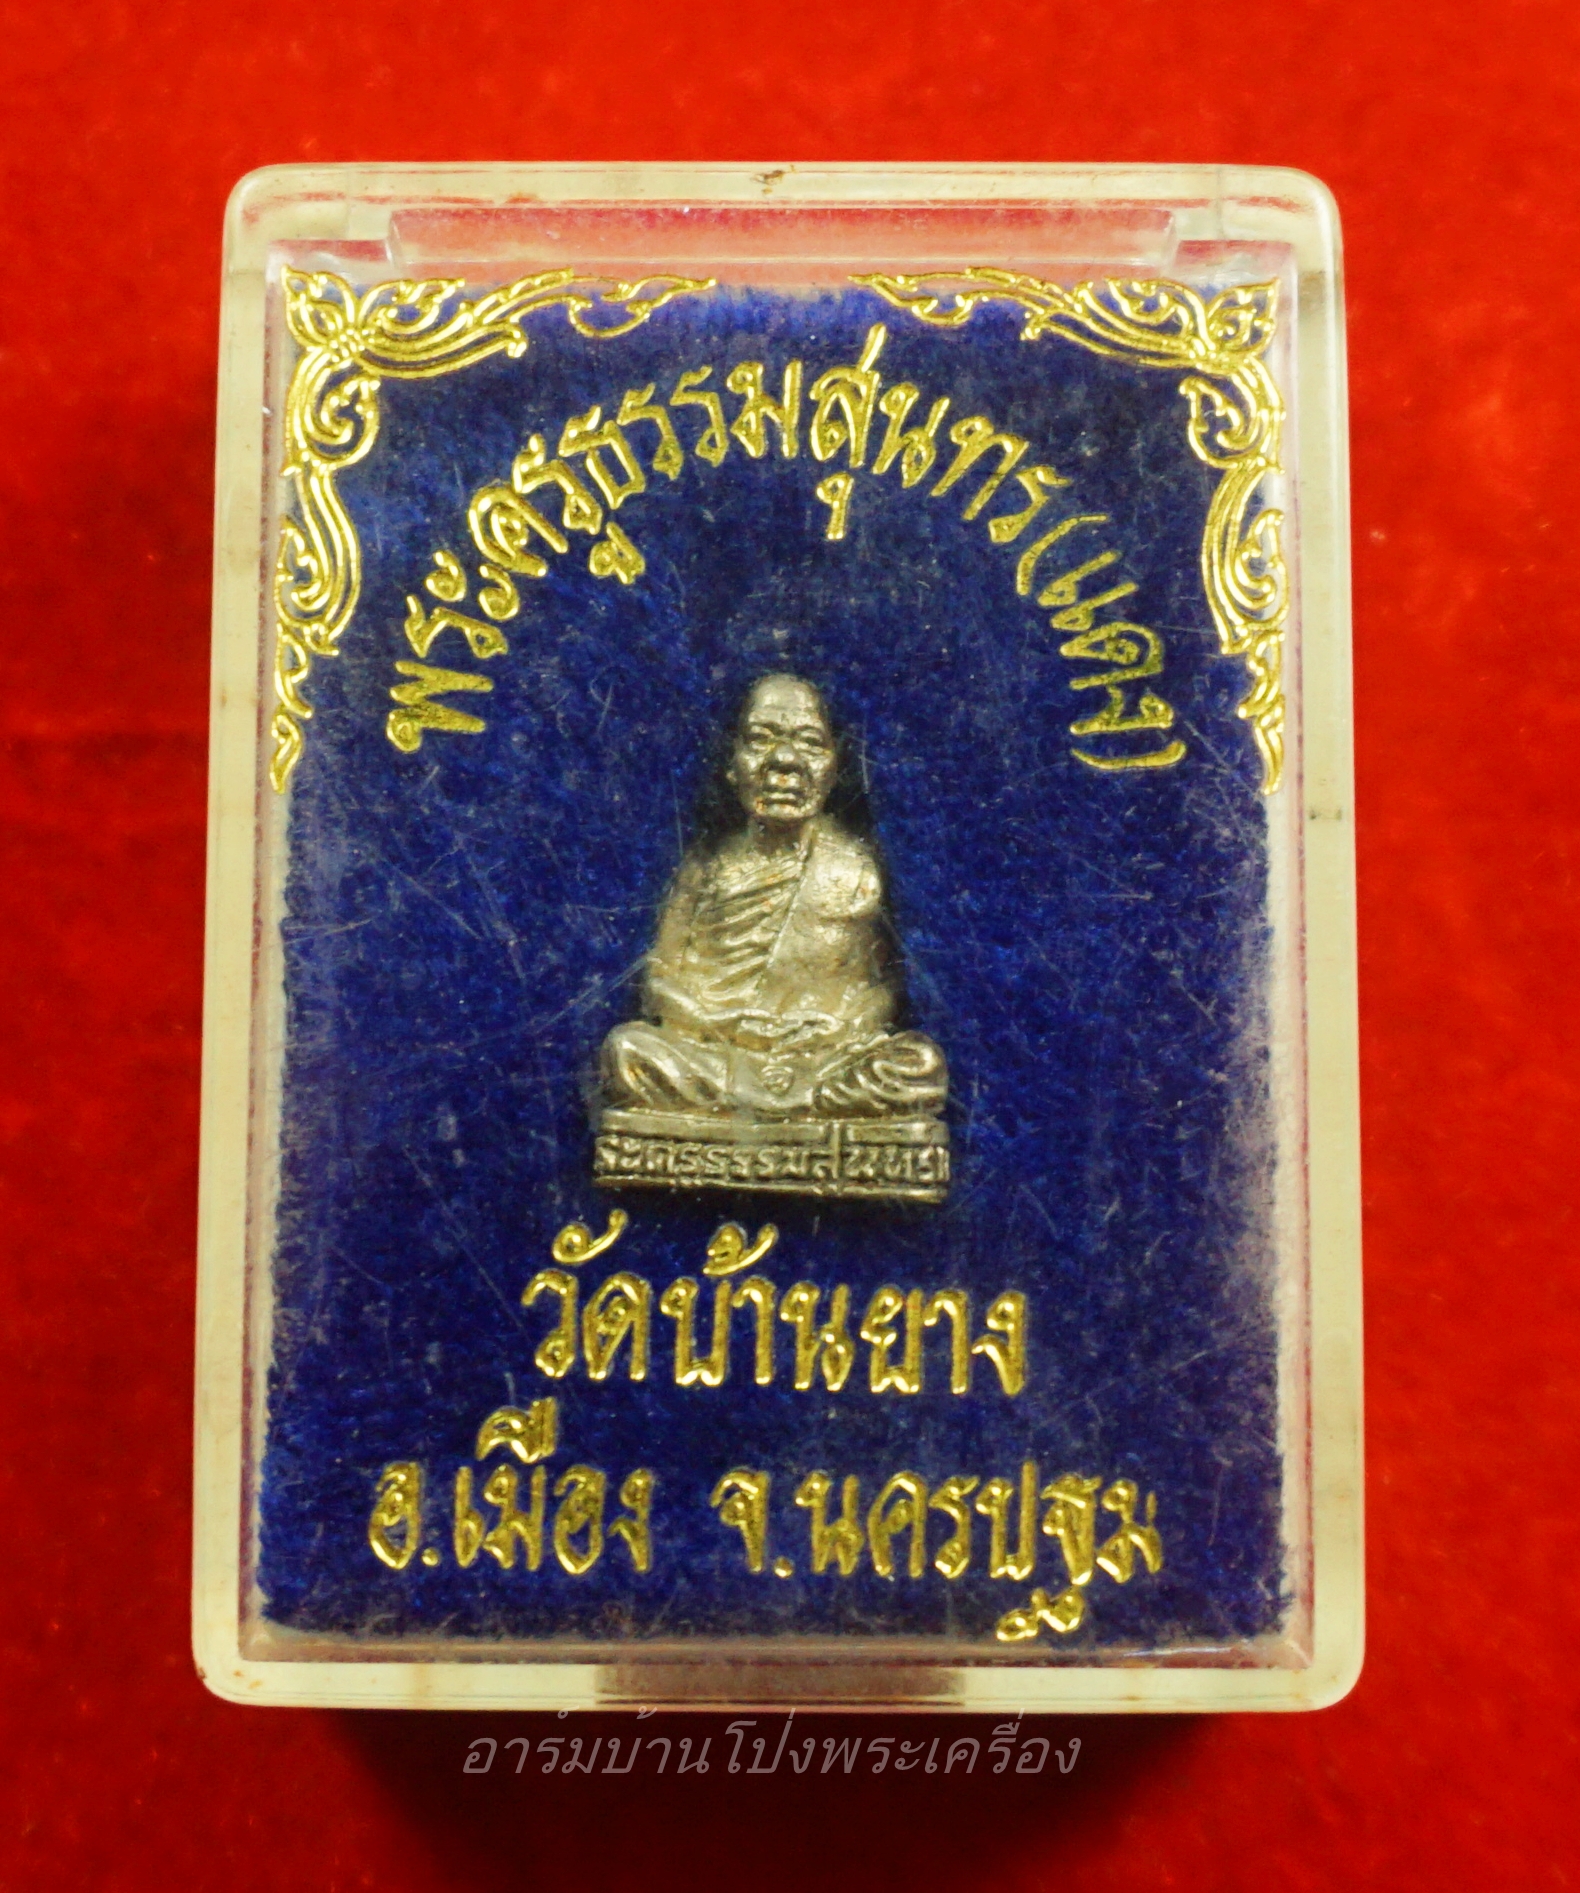 พระครูธรรมสุนทร(แดง)
ระครูธรรมสุนทร
วัดบ้านยาง
อ.เมือง จ.นครปฐม
อาร์มบ้านโป่งพระเครื่อง